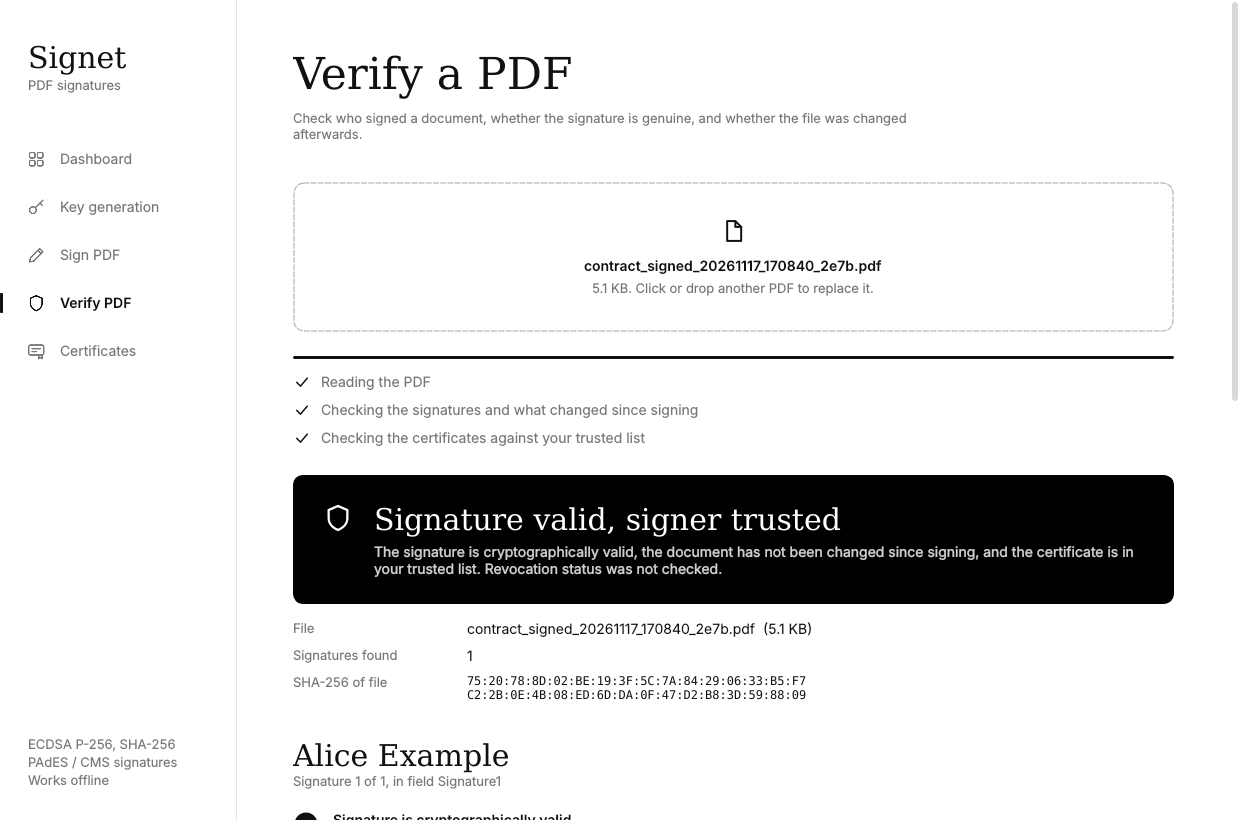 Signet
PDF signatures
Dashboard
Key generation
Sign PDF
Verify PDF
Certificates
ECDSA P-256, SHA-256
PAdES / CMS signatures
Works offline
Verify a PDF
Check who signed a document, whether the signature is genuine, and whether the file was changed
afterwards.
contract_signed_20261117_170840_2e7b.pdf
5.1 KB. Click or drop another PDF to replace it.
Reading the PDF
Checking the signatures and what changed since signing
Checking the certificates against your trusted list
Signature valid, signer trusted
The signature is cryptographically valid, the document has not been changed since signing, and the certificate is in
your trusted list. Revocation status was not checked.
File contract_signed_20261117_170840_2e7b.pdf (5.1 KB)
Signatures found 1
SHA-256 of file 75:20:78:8D:02:BE:19:3F:5C:7A:84:29:06:33:B5:F7
C2:2B:0E:4B:08:ED:6D:DA:0F:47:D2:B8:3D:59:88:09
Alice Example
Signature 1 of 1, in field Signature1
Signature is cryptographically valid